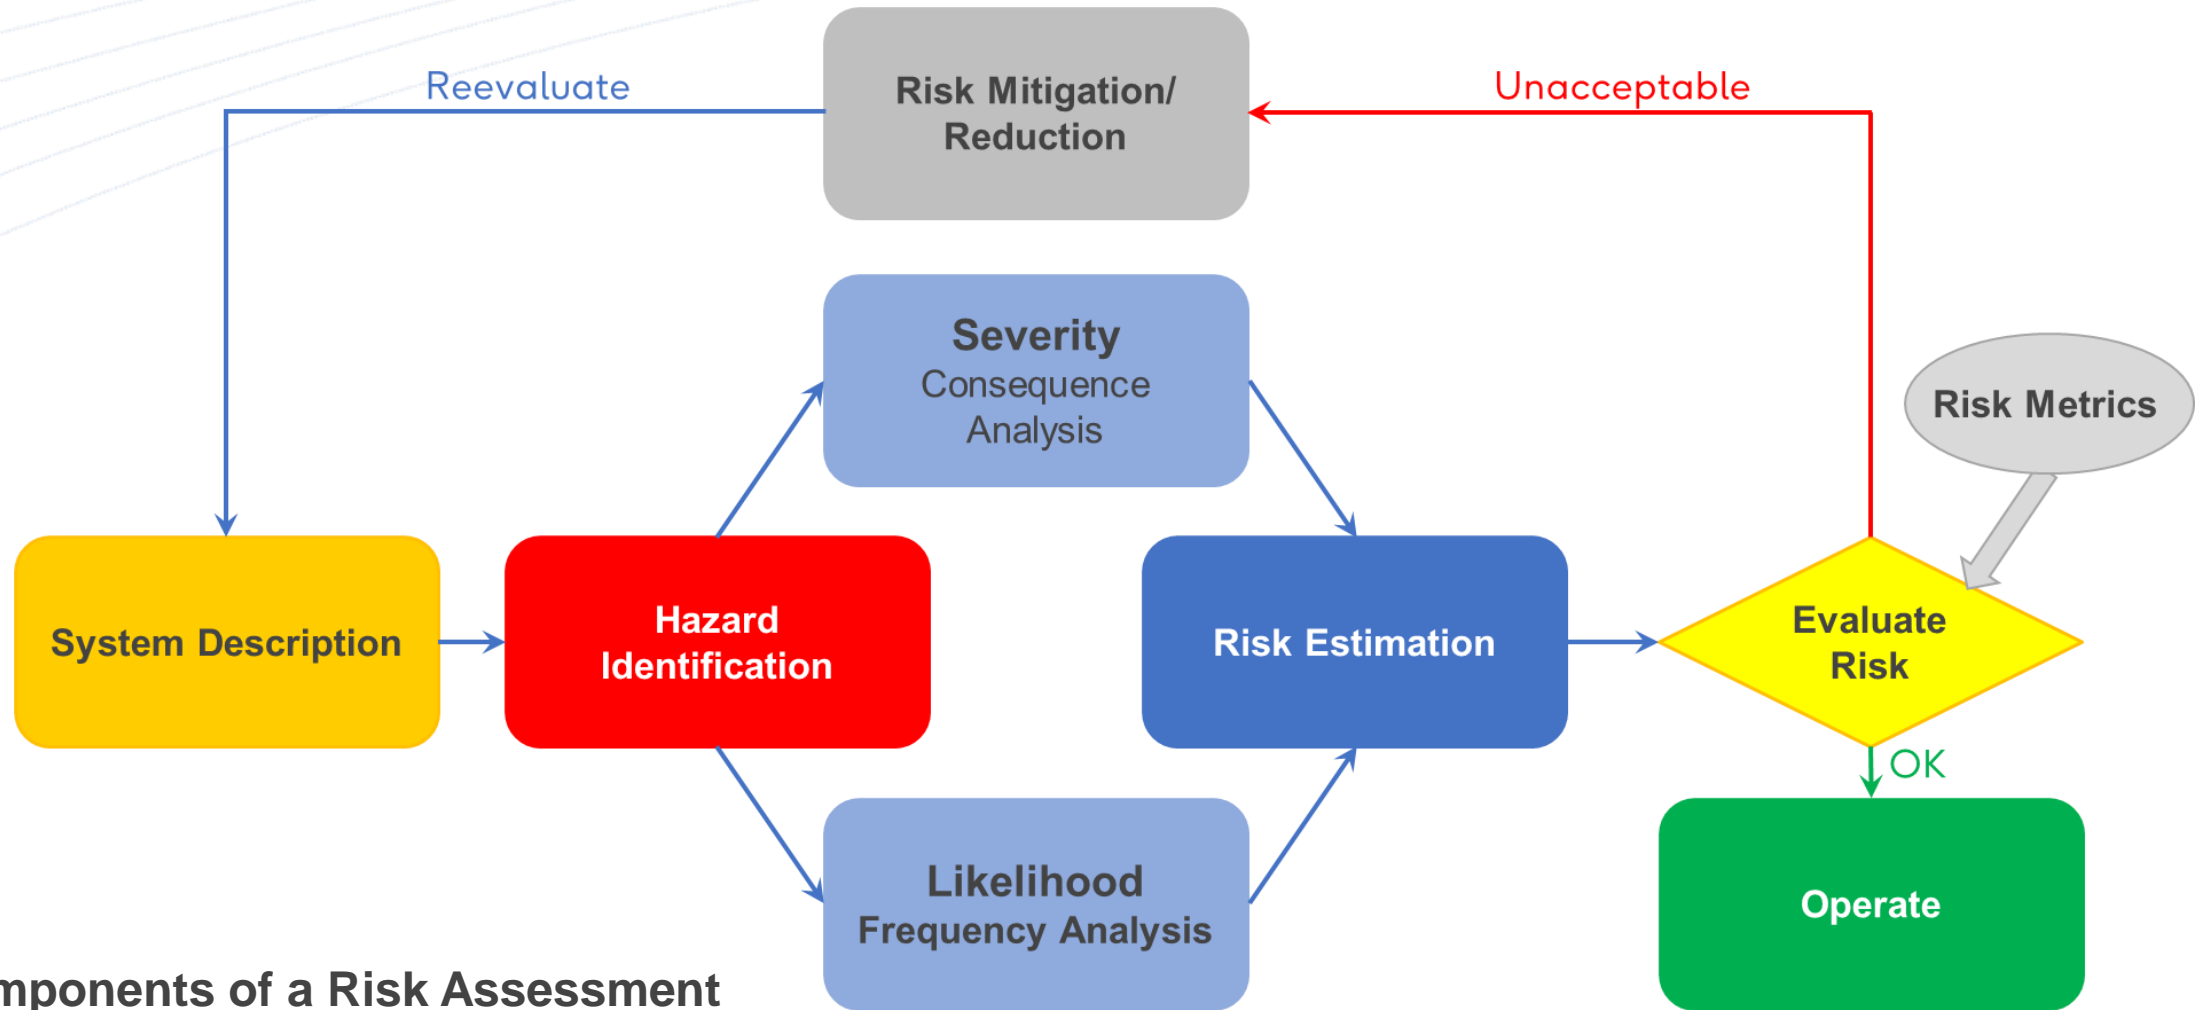 Risk Mitigation/
Reduction
Reevaluate
Unacceptable
Severity
Consequence
Analysis
Risk Metrics
System Description
Hazard
Identification
Risk Estimation
Evaluate
Risk
OK
Likelihood
Frequency Analysis
Operate
of a Risk Assessment